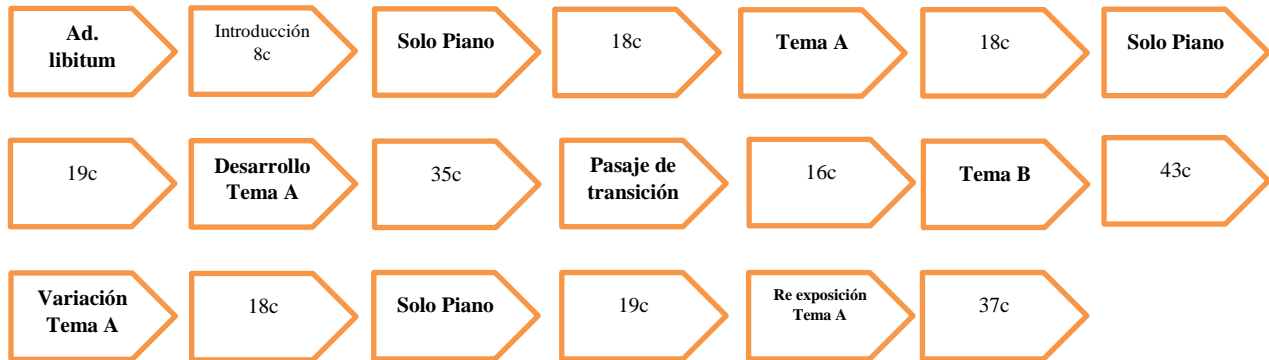 Ad.
libitum
Introducción
8c
Solo Piano
18c
Tema A
18c
Solo Piano
19c
Desarrollo
Tema A
35c
Pasaje de
transición
16c
Tema B
43c
Variación
Tema A
18c
Solo Piano
19c
Re exposición
Tema A
37c